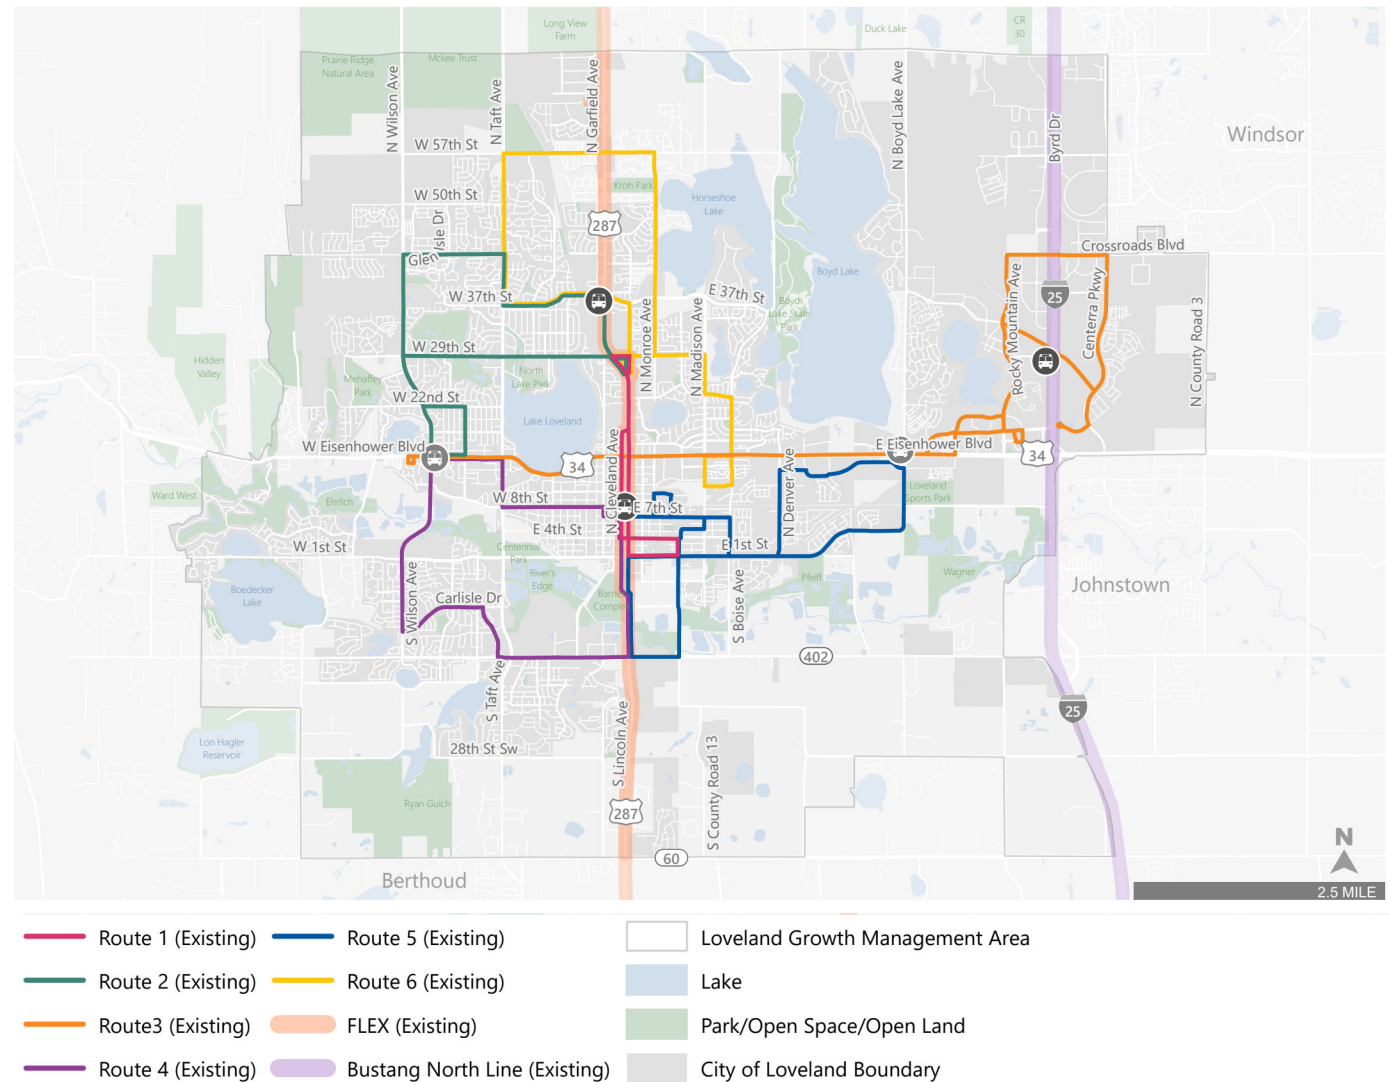 Long View
Farm
Duck Lake
CR
30
Prairie Ridge
Natural Area
Mckee Trust
N Wilson Ave
N Taft Ave
N Garfield Ave
N Boyd Lake Ave
Byrd Dr
Windsor
W 57th St
W 50th St
Kroh Park
Horseshoe
Lake
287
Glen Isle Dr
Crossroads Blvd
Boyd Lake
W 37th St
E 37th St
Boyd
Lake State
Park
25
Rocky Mountain Ave
Centerra Pkwy
N County Road 3
N Monroe Ave
N Madison Ave
W 29th St
Hidden
Valley
Mehaffey
Park
North
Lake Park
W 22nd St
Lake Loveland
W Eisenhower Blvd
E Eisenhower Blvd
34
34
N Cleveland Ave
N Denver Ave
Ward West
Ehrlich
W 8th St
E 7th St
Loveland
Sports Park
E 4th St
W 1st St
E 1st St
Centennial
Park
River's
Edge
Pfeiff
Wagner
Johnstown
Boedecker
Lake
S Wilson Ave
Carlisle Dr
Barnes
Complex
S Boise Ave
402
S Taft Ave
25
Lon Hagler
Reservoir
28th St Sw
S Lincoln Ave
S County Road 13
Ryan Gulch
287
60
Berthoud
N
2.5 MILE
Route 1 (Existing)
Route 5 (Existing)
Loveland Growth Management Area
Route 2 (Existing)
Route 6 (Existing)
Lake
Route3 (Existing)
FLEX (Existing)
Park/Open Space/Open Land
Route 4 (Existing)
Bustang North Line (Existing)
City of Loveland Boundary